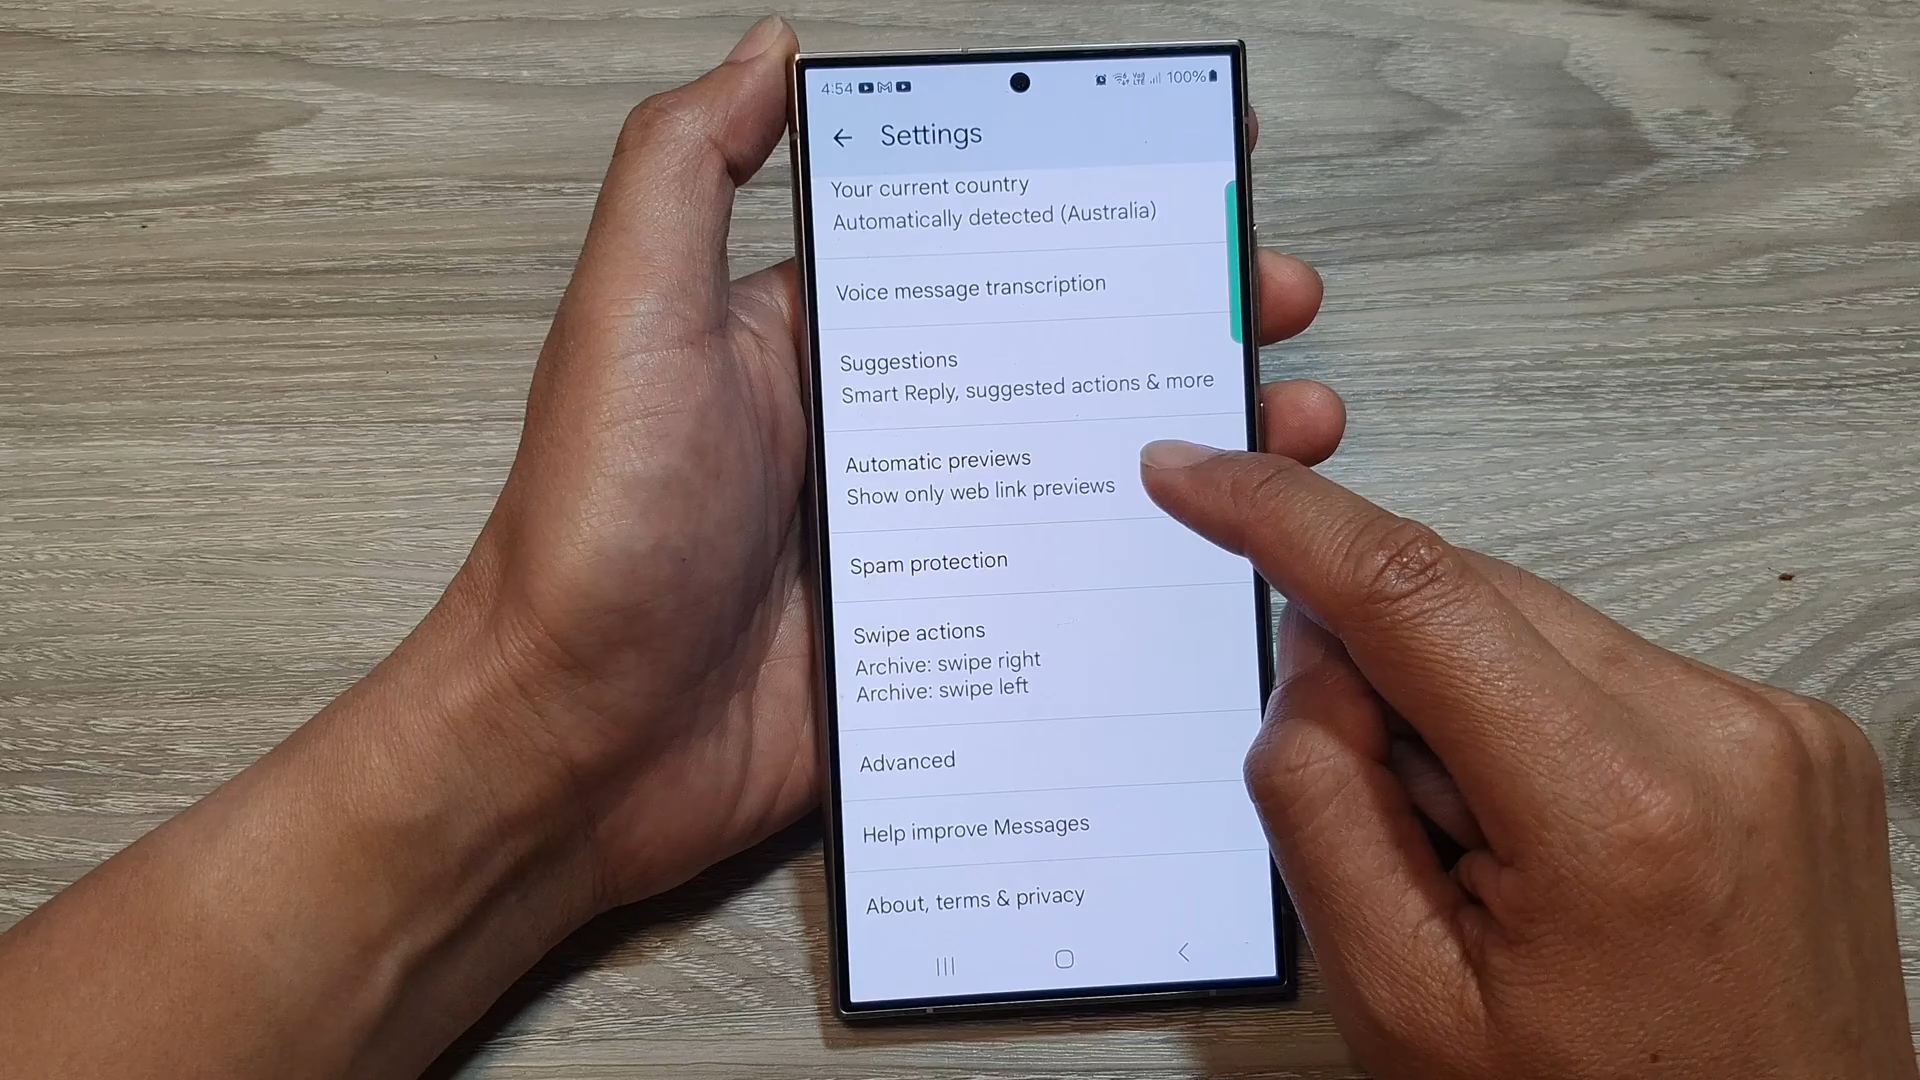 4:54
100%
Settings
Your current country
Automatically detected (Australia)
Voice message transcription
Suggestions
Smart Reply, suggested actions & more
Automatic previews
Show only web link previews
Spam protection
Swipe actions
Archive: swipe right
Archive: swipe left
Advanced
Help improve Messages
About, terms & privacy